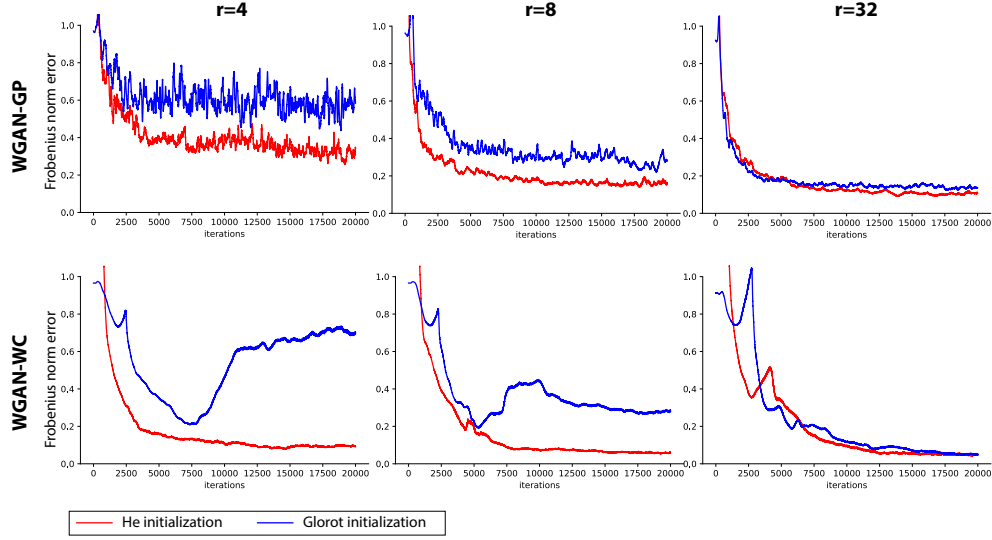 r=4 r=8 r=32
WGAN-GP
Frobenius norm error
1.0 0.8 0.6 0.4 0.2 0.0
0 2500 5000 7500 10000 12500 15000 17500 20000
iterations
1.0 0.8 0.6 0.4 0.2 0.0
0 2500 5000 7500 10000 12500 15000 17500 20000
iterations
1.0 0.8 0.6 0.4 0.2 0.0
0 2500 5000 7500 10000 12500 15000 17500 20000
iterations
WGAN-WC
Frobenius norm error
1.0 0.8 0.6 0.4 0.2 0.0
0 2500 5000 7500 10000 12500 15000 17500 20000
iterations
1.0 0.8 0.6 0.4 0.2 0.0
0 2500 5000 7500 10000 12500 15000 17500 20000
iterations
1.0 0.8 0.6 0.4 0.2 0.0
0 2500 5000 7500 10000 12500 15000 17500 20000
iterations
He initialization Glorot initialization